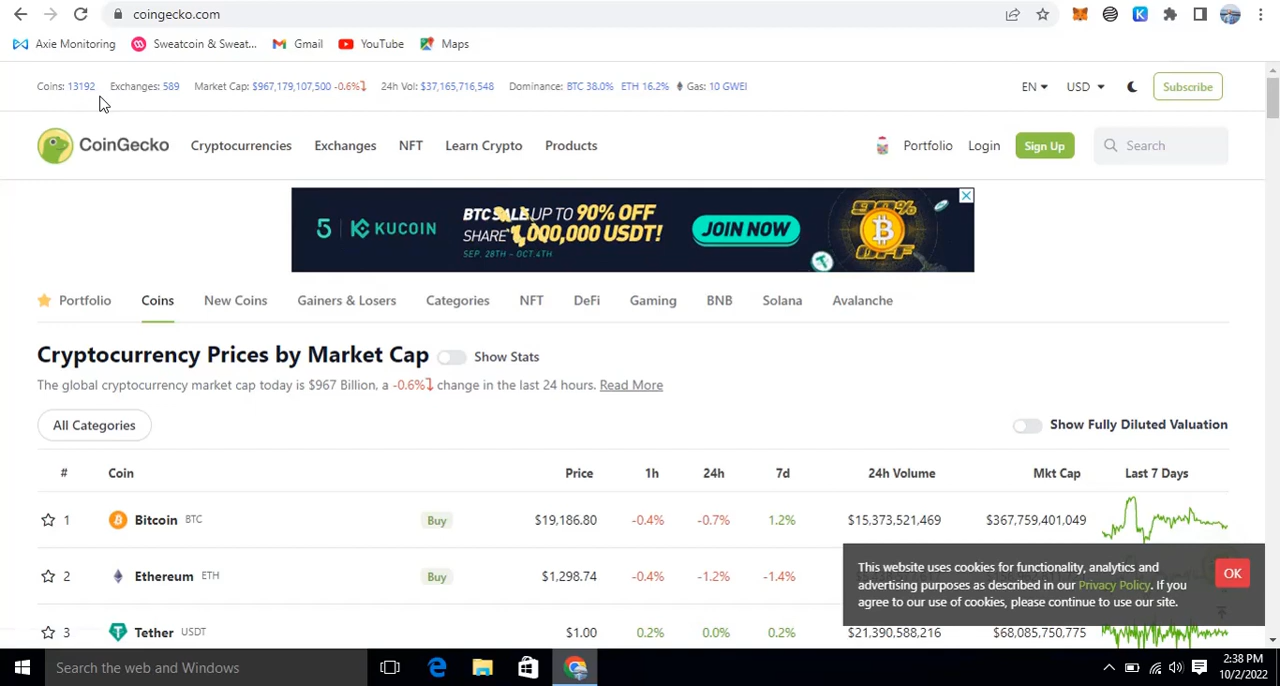 coingecko.com
Axie Monitoring Sweatcoin & Sweat... Gmail YouTube Maps
Coins: 13192 Exchanges: 589 Market Cap: $967,179,107,500 -0.6% 24h Vol: $37,165,716,548 Dominance: BTC 38.0% ETH 16.2% Gas: 10 GWEI EN USD Subscribe
CoinGecko Cryptocurrencies Exchanges NFT Learn Crypto Products Portfolio Login Sign Up Search
5 KUCOIN BTC SALE UP TO 90% OFF JOIN NOW 90% OFF
SHARE 1,000,000 USDT!
SEP. 28TH - OCT.4TH
Portfolio Coins New Coins Gainers & Losers Categories NFT DeFi Gaming BNB Solana Avalanche
Cryptocurrency Prices by Market Cap Show Stats
The global cryptocurrency market cap today is $967 Billion, a -0.6% change in the last 24 hours. Read More
All Categories Show Fully Diluted Valuation
# Coin Price 1h 24h 7d 24h Volume Mkt Cap Last 7 Days
1 Bitcoin BTC Buy $19,186.80 -0.4% -0.7% 1.2% $15,373,521,469 $367,759,401,049
2 Ethereum ETH Buy $1,298.74 -0.4% -1.2% -1.4%
3 Tether USDT $1.00 0.2% 0.0% 0.2% $21,390,588,216 $68,085,750,775
This website uses cookies for functionality, analytics and
advertising purposes as described in our Privacy Policy. If you
agree to our use of cookies, please continue to use our site.
OK
Search the web and Windows 2:38 PM
10/2/2022